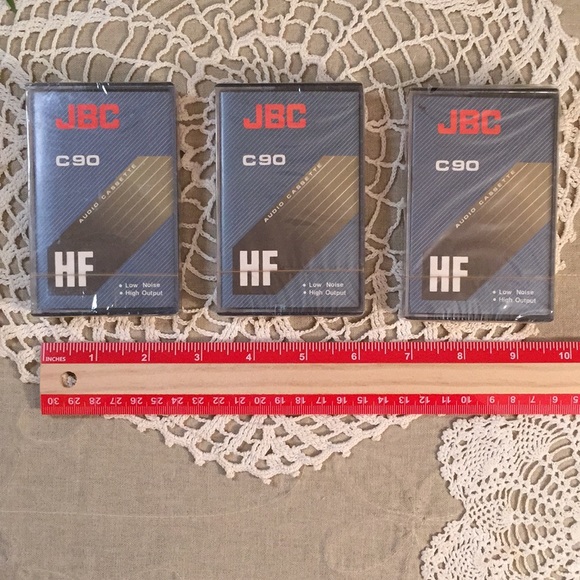 JBC
C90
AUDIO CASSETTE
HF
• Low Noise
• High Output
JBC
C90
AUDIO CASSETTE
HF
• Low Noise
• High Output
JBC
C90
AUDIO CASSETTE
HF
• Low Noise
• High Output
INCHES 1 2 3 4 5 6 7 8 9 10
30 29 28 27 26 25 24 23 22 21 20 19 18 17 16 15 14 13 12 11 10 9 8 7 6 5